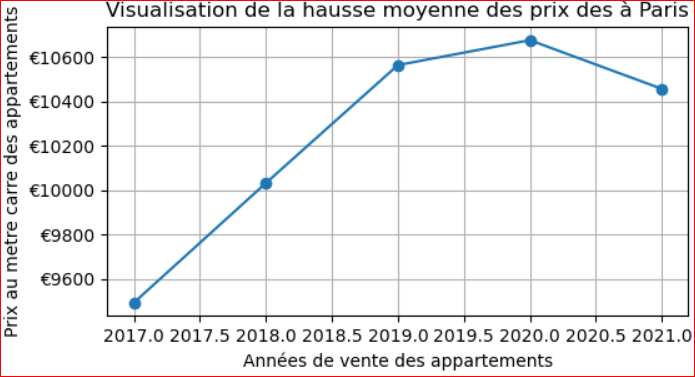 Visualisation de la hausse moyenne des prix des à Paris
Prix au metre carre des appartements
€10600
€10400
€10200
€10000
€9800
€9600
2017.0 2017.5 2018.0 2018.5 2019.0 2019.5 2020.0 2020.5 2021.0
Années de vente des appartements